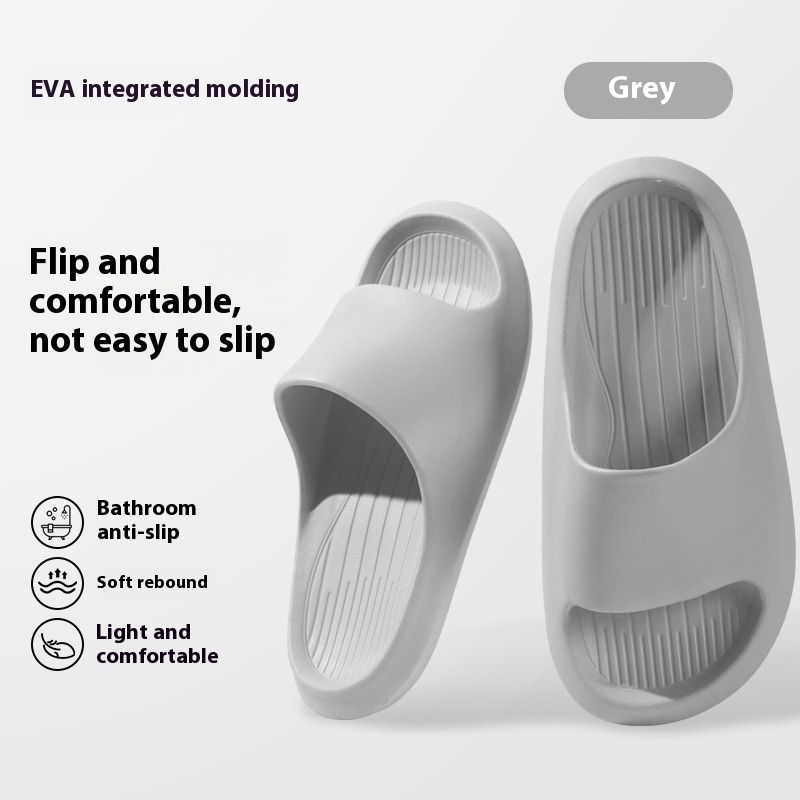 EVA integrated molding
Grey
Flip and
comfortable,
not easy to slip
Bathroom
anti-slip
Soft rebound
Light and
comfortable